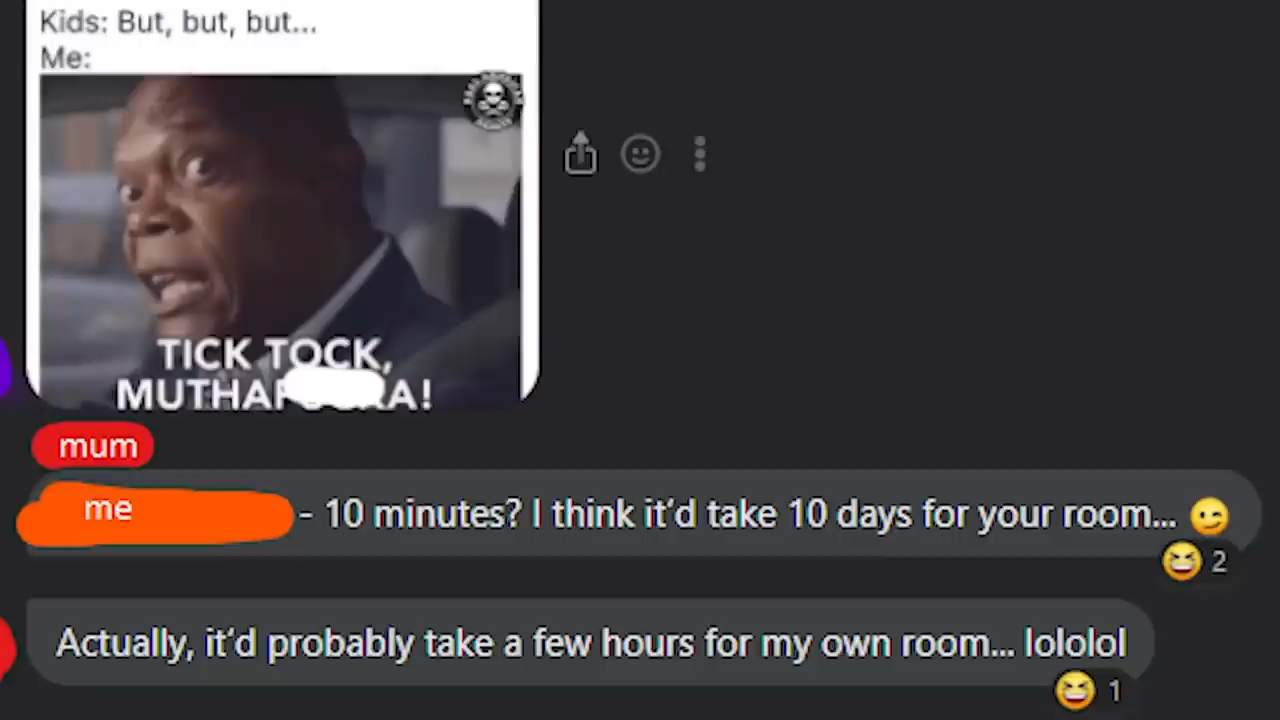 Kids: But, but, but...
Me:
TICK TOCK,
mum
me - 10 minutes? I think it'd take 10 days for your room... 😉
😆 2
Actually, it'd probably take a few hours for my own room... lololol
😆 1